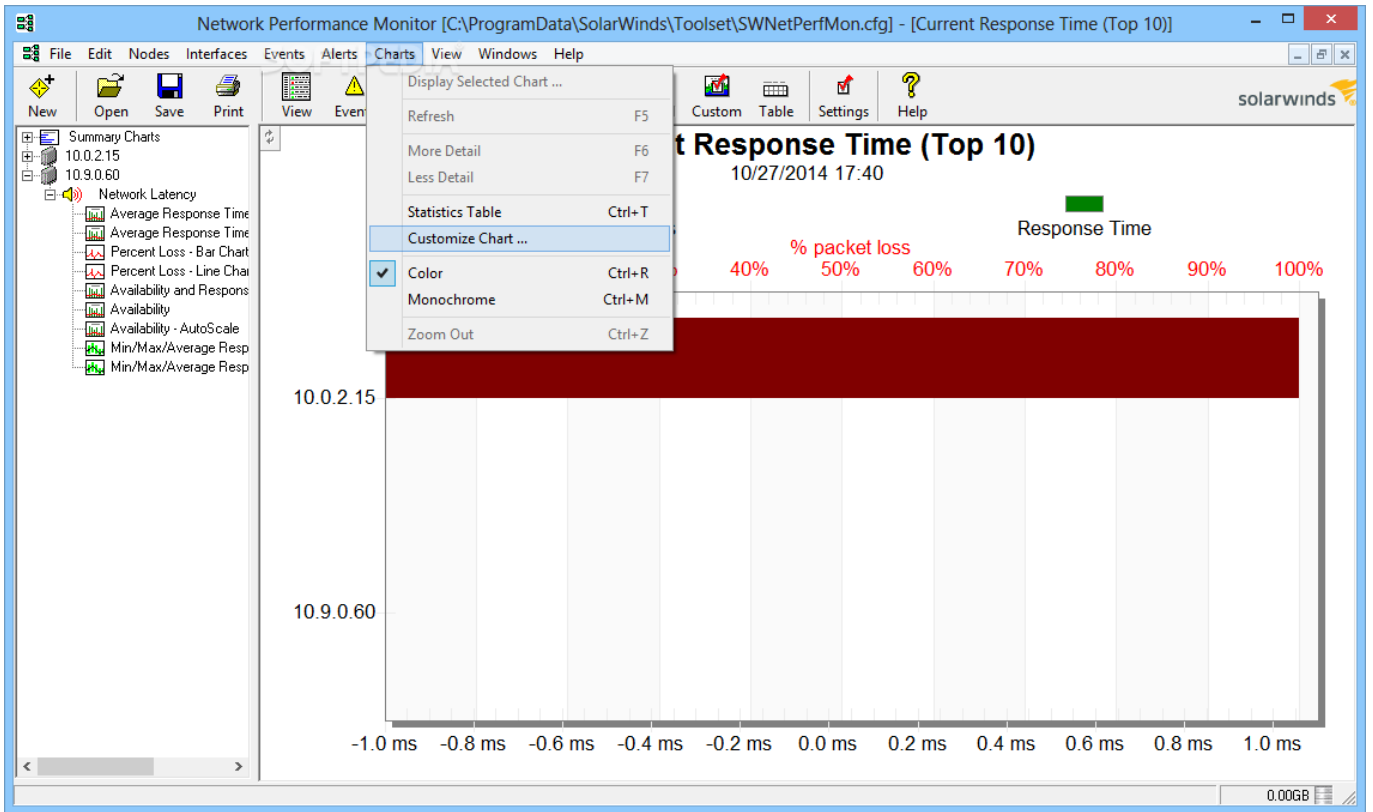 Network Performance Monitor [C:\ProgramData\SolarWinds\Toolset\SWNetPerfMon.cfg] - [Current Response Time (Top 10)]
File Edit Nodes Interfaces Events Alerts Charts View Windows Help
SOFTPEDIA
New Open Save Print View Custom Table Settings Help
solarwinds
Summary Charts
10.0.2.15
10.9.0.60
Network Latency
Average Response Time
Average Response Time
Percent Loss - Bar Chart
Percent Loss - Line
Availability and
Availability
Availability - AutoScale
Min/Max/Average
Min/Max/Average
Display Selected Chart ...
Refresh F5
More Detail F6
Less Detail F7
Statistics Table Ctrl+T
Customize Chart ...
Color Ctrl+R
Monochrome Ctrl+M
Zoom Out Ctrl+Z
t Response Time (Top 10)
10/27/2014 17:40
Response Time
% packet loss
40% 50% 60% 70% 80% 90% 100%
10.0.2.15
10.9.0.60
-1.0 ms -0.8 ms -0.6 ms -0.4 ms -0.2 ms 0.0 ms 0.2 ms 0.4 ms 0.6 ms 0.8 ms 1.0 ms
0.00GB